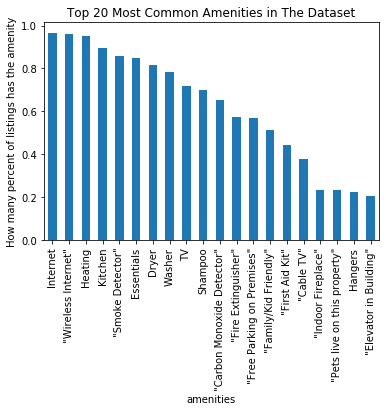 Top 20 Most Common Amenities in The Dataset
How many percent of listings has the amenity
1.0
0.8
0.6
0.4
0.2
0.0
Internet
"Wireless Internet"
Heating
Kitchen
"Smoke Detector"
Essentials
Dryer
Washer
TV
Shampoo
"Carbon Monoxide Detector"
"Fire Extinguisher"
"Free Parking on Premises"
"Family/Kid Friendly"
"First Aid Kit"
"Cable TV"
"Indoor Fireplace"
"Pets live on this property"
Hangers
"Elevator in Building"
amenities